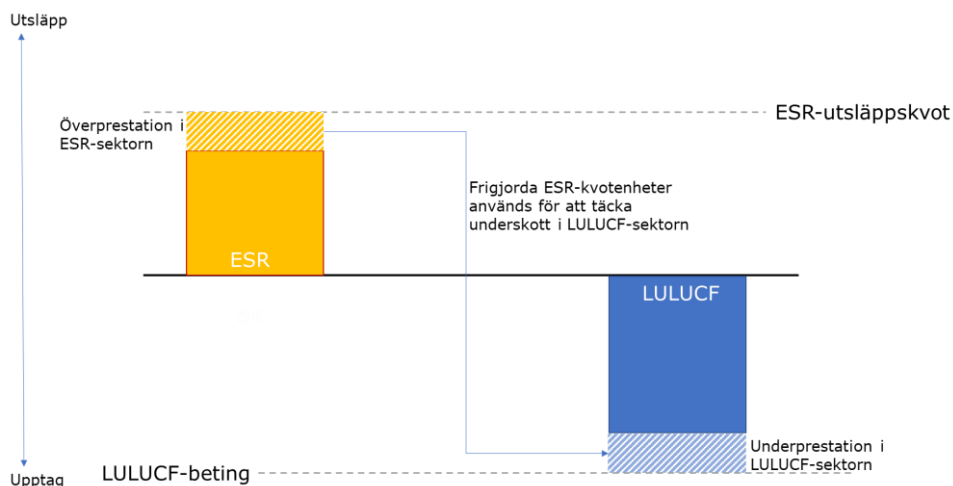 Utsläpp
ESR-utsläppskvot
Överprestation i
ESR-sektorn
Frigjorda ESR-kvotenheter
används för att täcka
underskott i LULUCF-sektorn
ESR
LULUCF
Underprestation i
LULUCF-sektorn
LULUCF-beting
Upptag